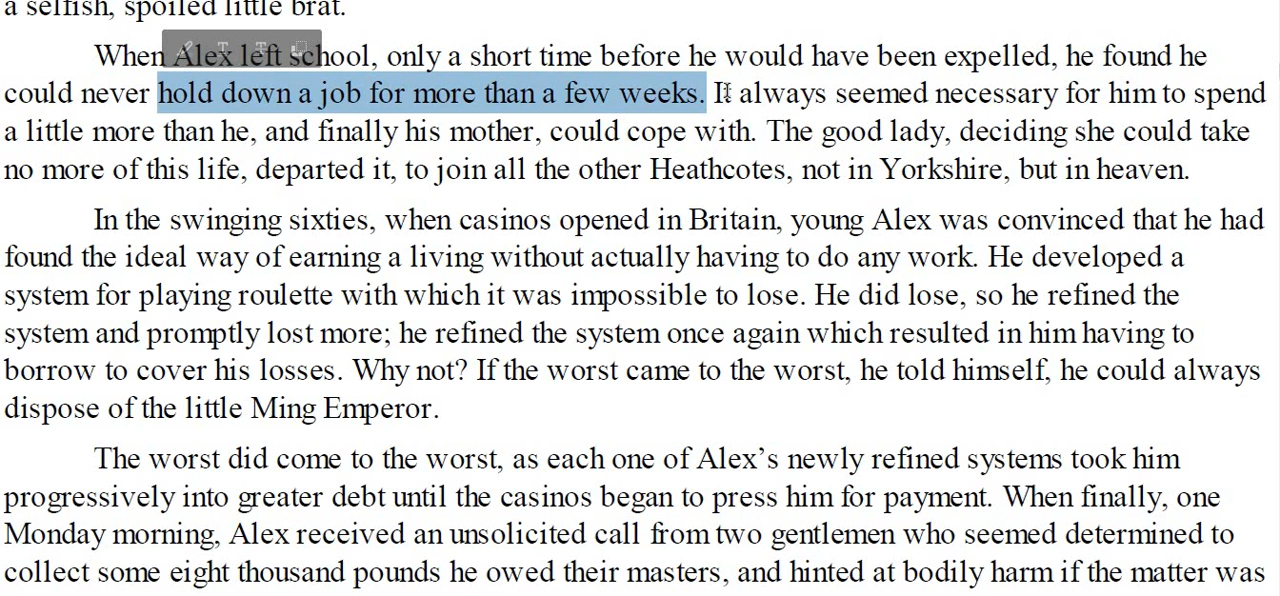 a selfish, spoiled little brat.
When Alex left school, only a short time before he would have been expelled, he found he
could never hold down a job for more than a few weeks. It always seemed necessary for him to spend
a little more than he, and finally his mother, could cope with. The good lady, deciding she could take
no more of this life, departed it, to join all the other Heathcotes, not in Yorkshire, but in heaven.
In the swinging sixties, when casinos opened in Britain, young Alex was convinced that he had
found the ideal way of earning a living without actually having to do any work. He developed a
system for playing roulette with which it was impossible to lose. He did lose, so he refined the
system and promptly lost more; he refined the system once again which resulted in him having to
borrow to cover his losses. Why not? If the worst came to the worst, he told himself, he could always
dispose of the little Ming Emperor.
The worst did come to the worst, as each one of Alex’s newly refined systems took him
progressively into greater debt until the casinos began to press him for payment. When finally, one
Monday morning, Alex received an unsolicited call from two gentlemen who seemed determined to
collect some eight thousand pounds he owed their masters, and hinted at bodily harm if the matter was